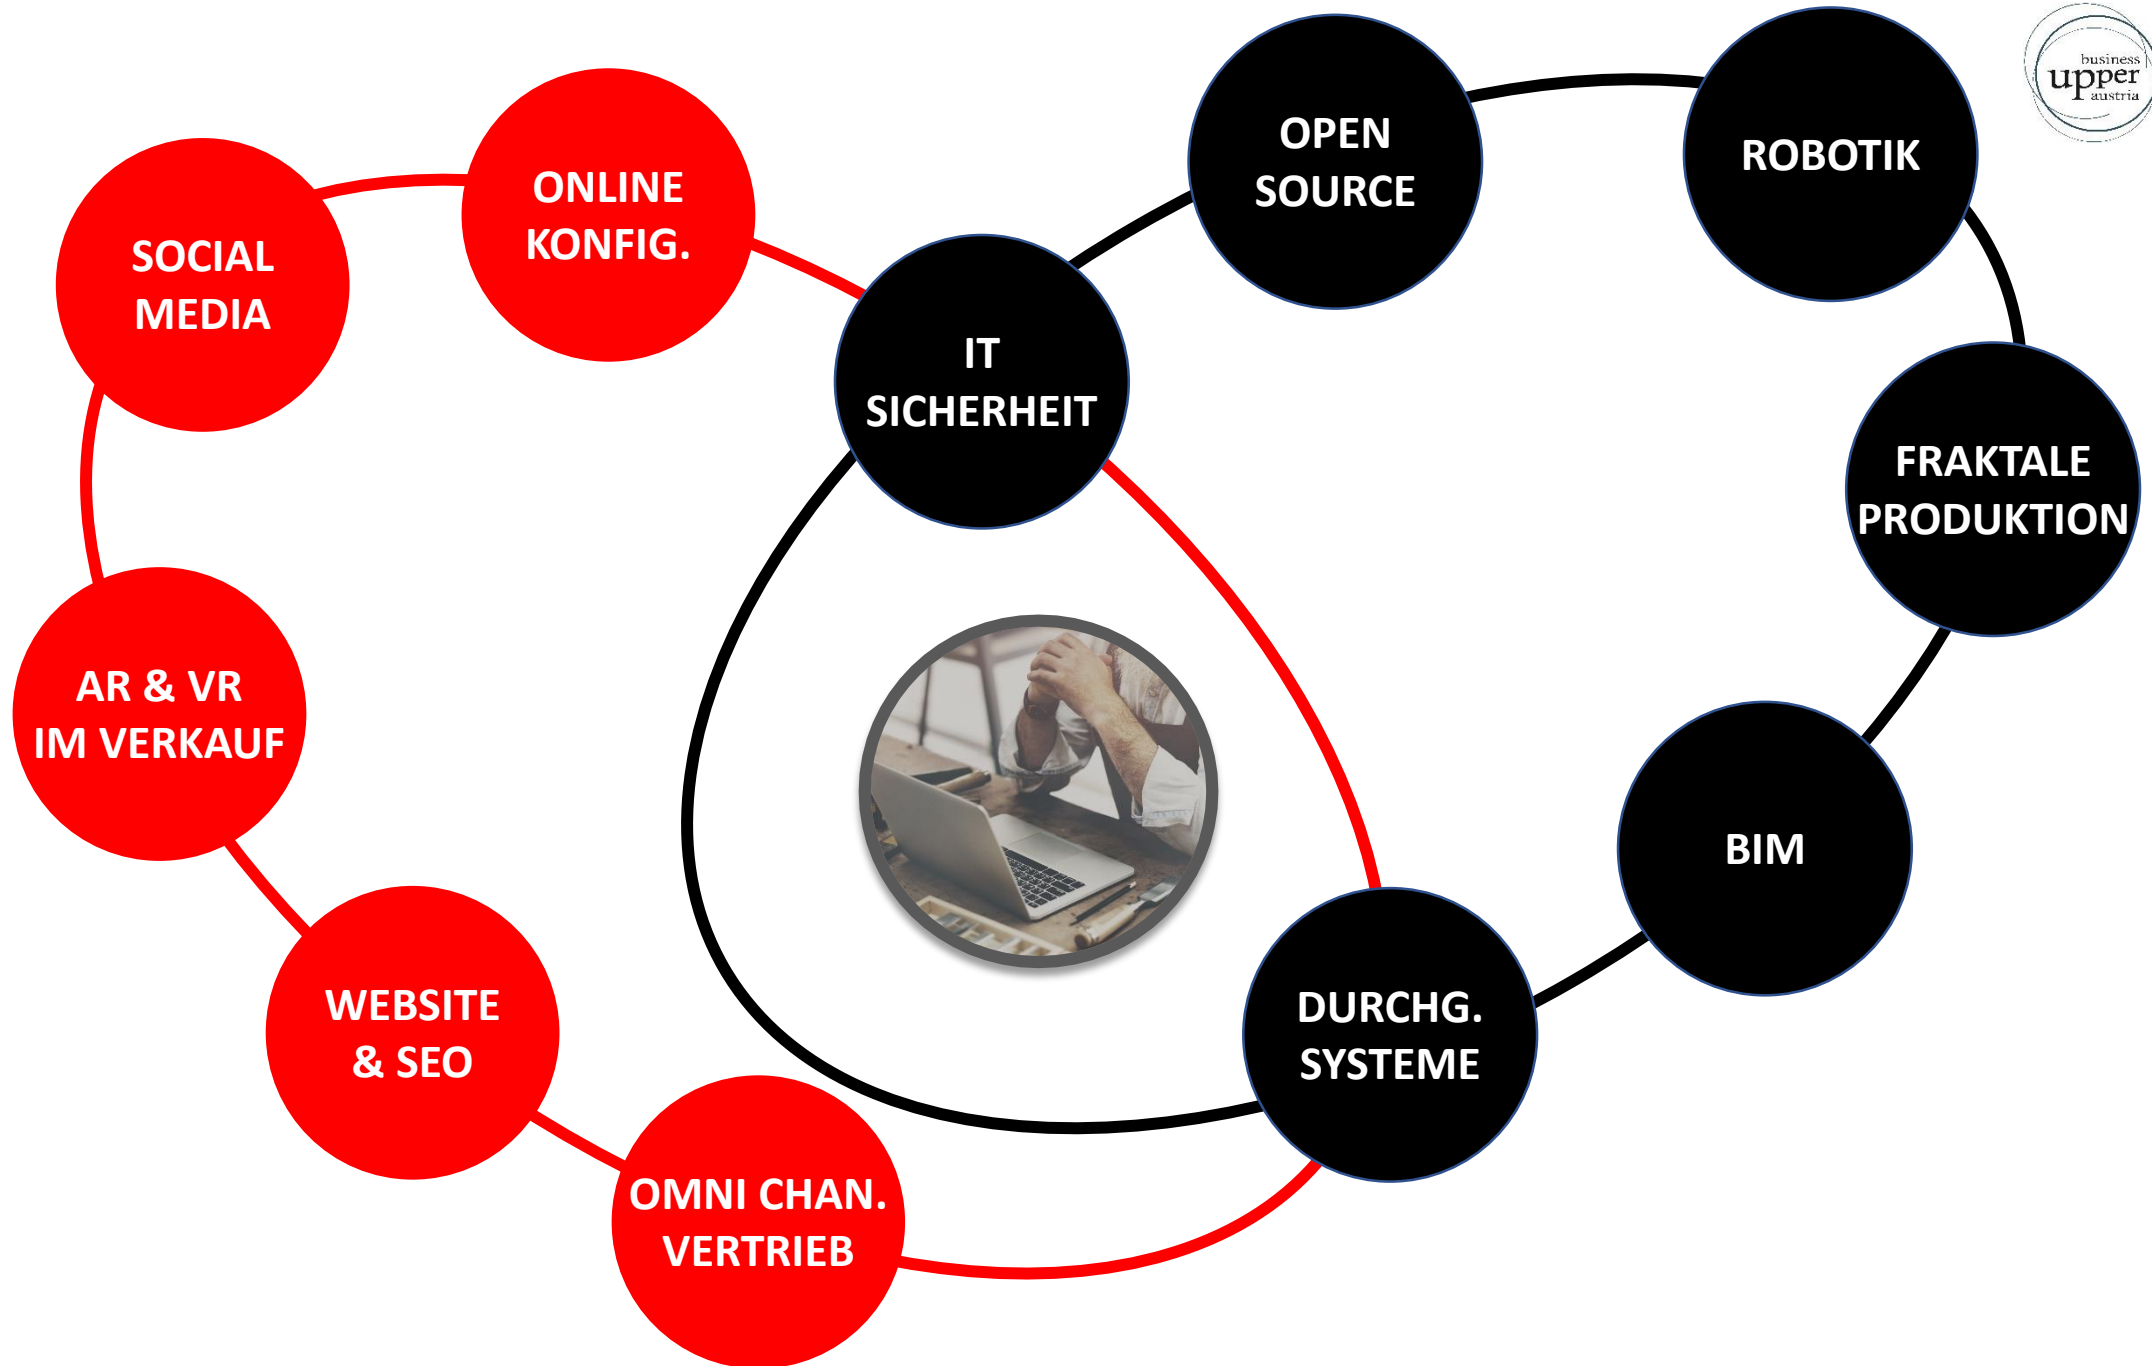 business
upper
austria
OPEN
SOURCE
ROBOTIK
ONLINE
KONFIG.
SOCIAL
MEDIA
IT
SICHERHEIT
FRAKTALE
PRODUKTION
AR & VR
IM VERKAUF
BIM
WEBSITE
& SEO
DURCHG.
SYSTEME
OMNI CHAN.
VERTRIEB